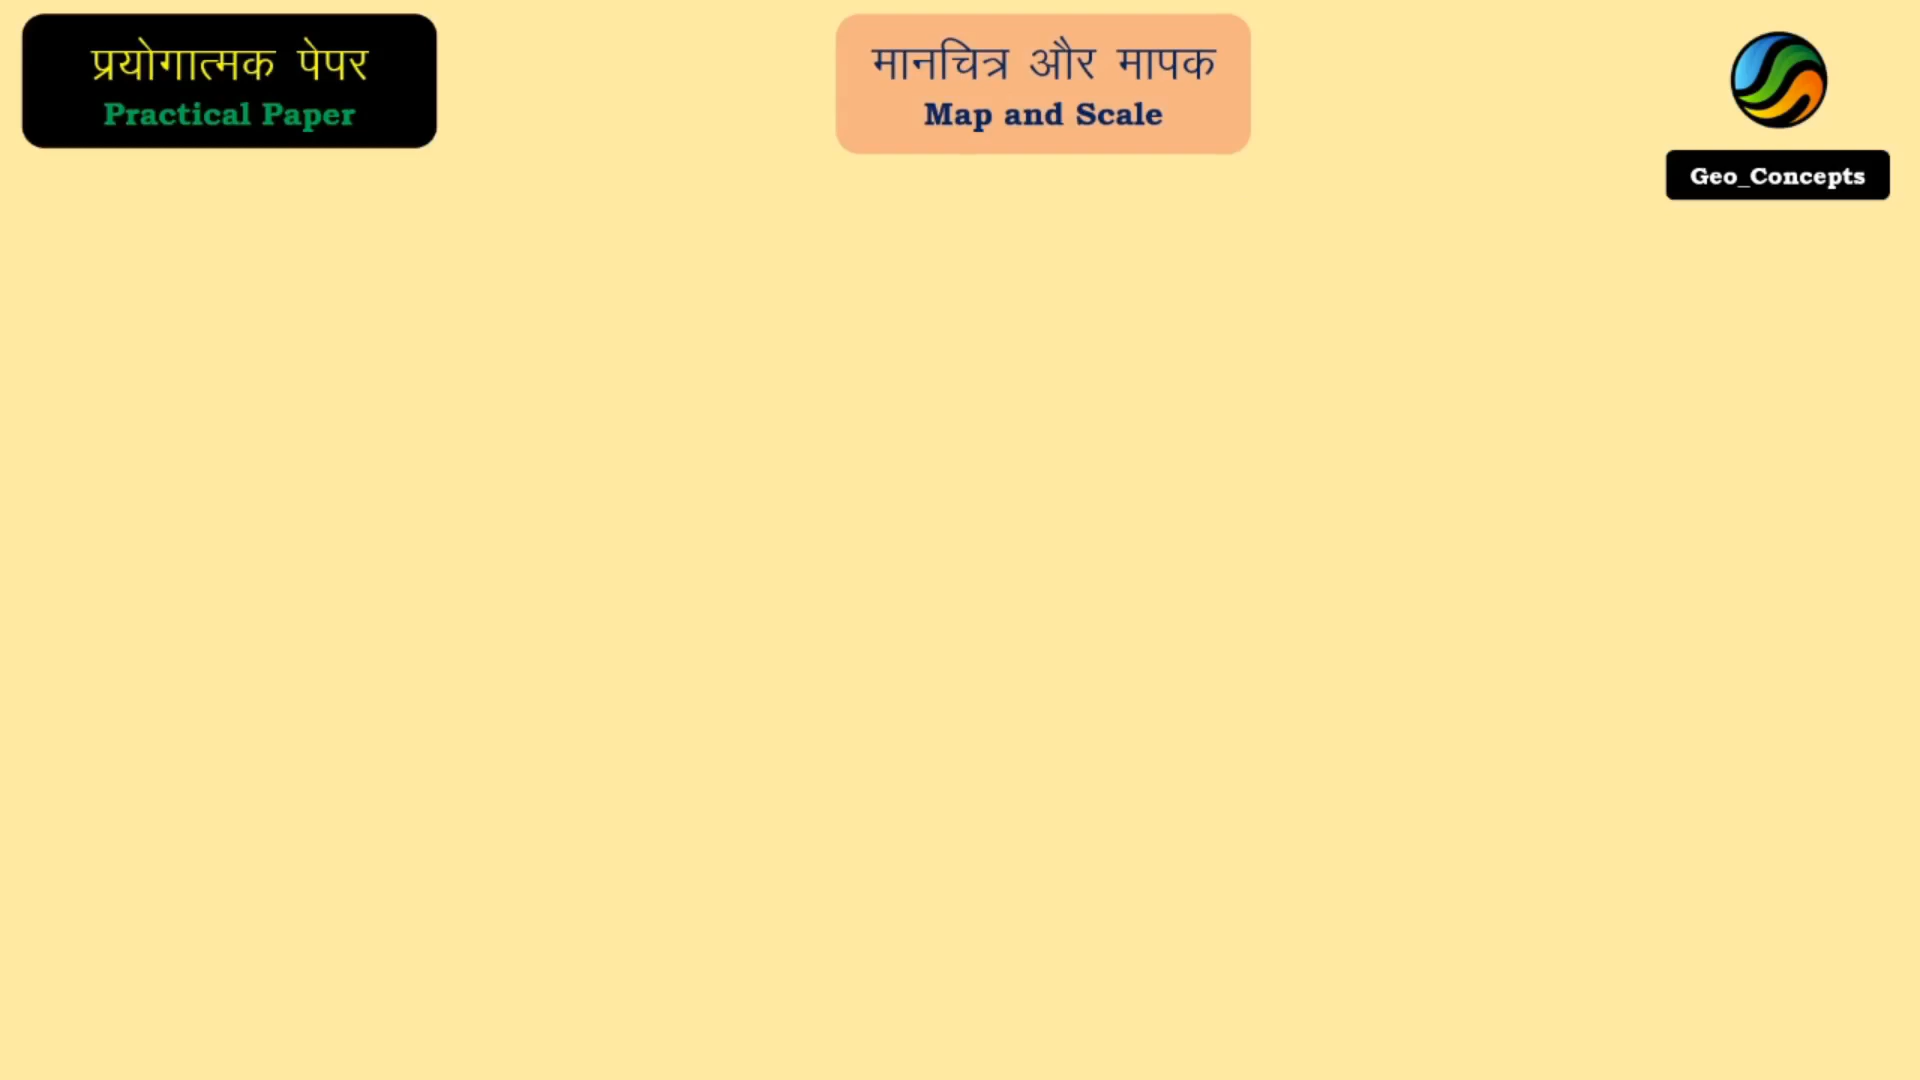 प्रयोगात्मक पेपर
Practical Paper
मानचित्र और मापक
Map and Scale
Geo_Concepts